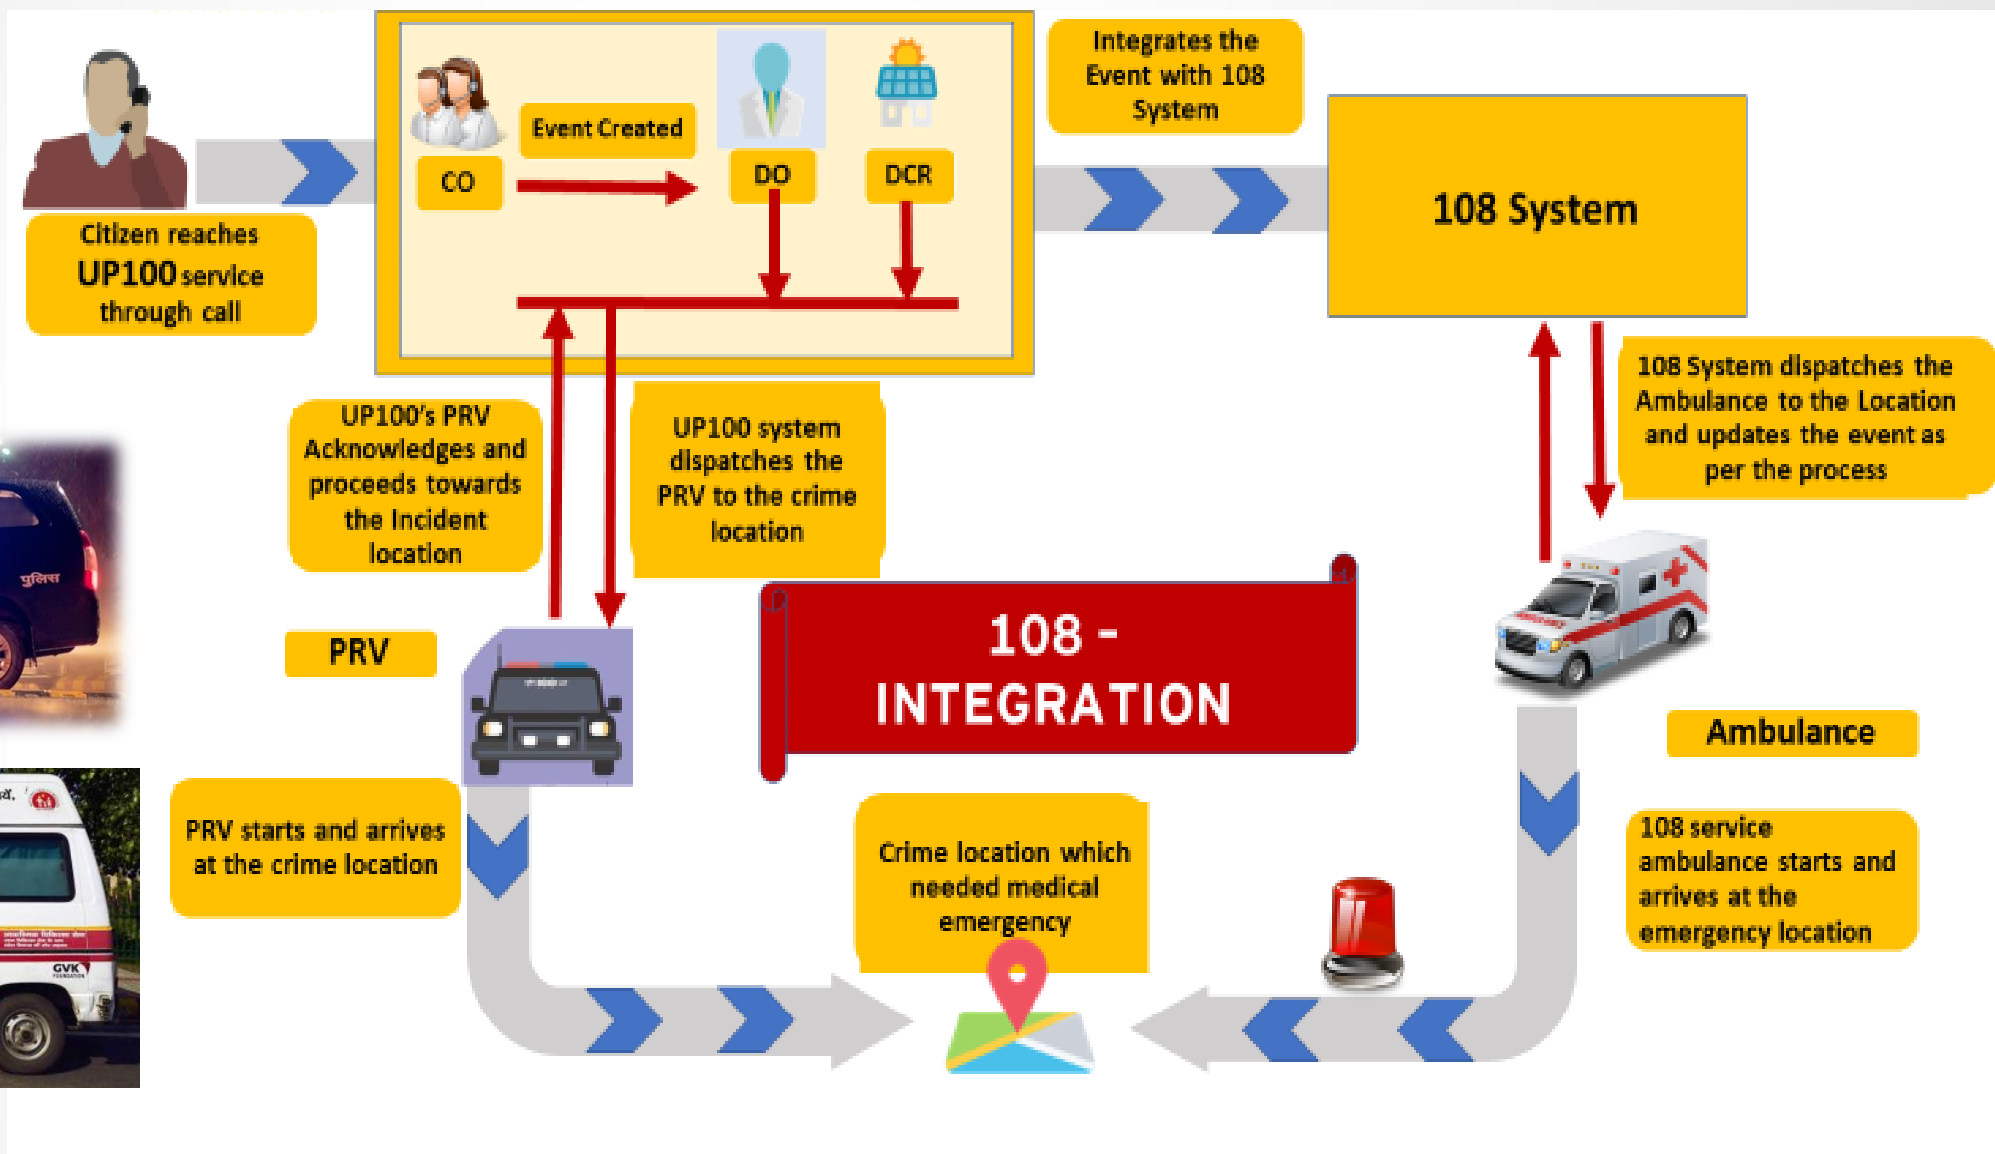 Integrates the
Event with 108
System
Event Created
CO
DO
DCR
108 System
Citizen reaches
UP100 service
through call
UP100's PRV
Acknowledges and
proceeds towards
the Incident
location
UP100 system
dispatches the
PRV to the crime
location
108 System dispatches the
Ambulance to the Location
and updates the event as
per the process
पुलिस
PRV
108 -
INTEGRATION
AMBULANCE
Ambulance
PRV starts and arrives
at the crime location
Crime location which
needed medical
emergency
108 service
ambulance starts and
arrives at the
emergency location
GVK
FOUNDATION